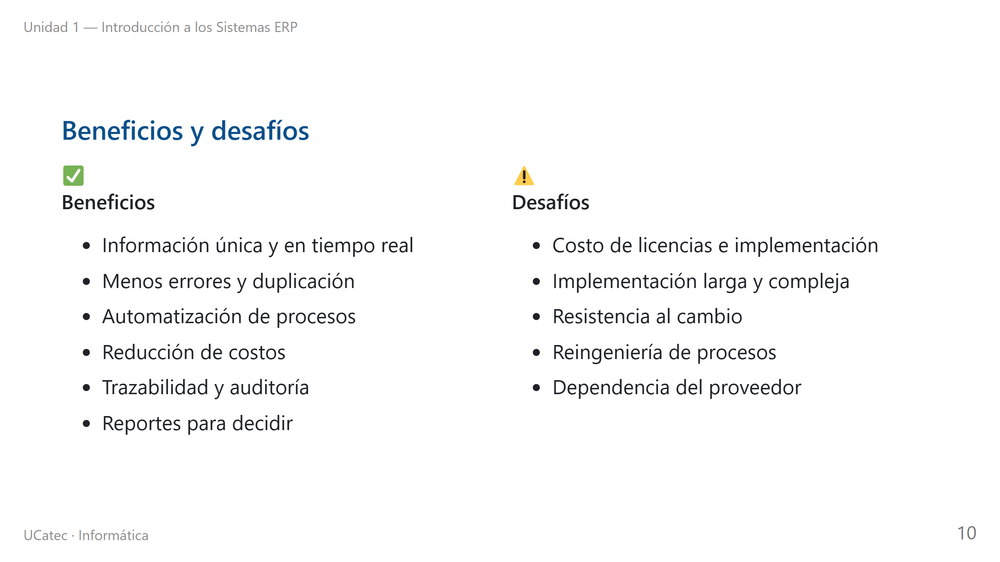 Unidad 1 — Introducción a los Sistemas ERP
Beneficios y desafíos
✅
Beneficios
• Información única y en tiempo real
• Menos errores y duplicación
• Automatización de procesos
• Reducción de costos
• Trazabilidad y auditoría
• Reportes para decidir
⚠️
Desafíos
• Costo de licencias e implementación
• Implementación larga y compleja
• Resistencia al cambio
• Reingeniería de procesos
• Dependencia del proveedor
UCatec · Informática
10